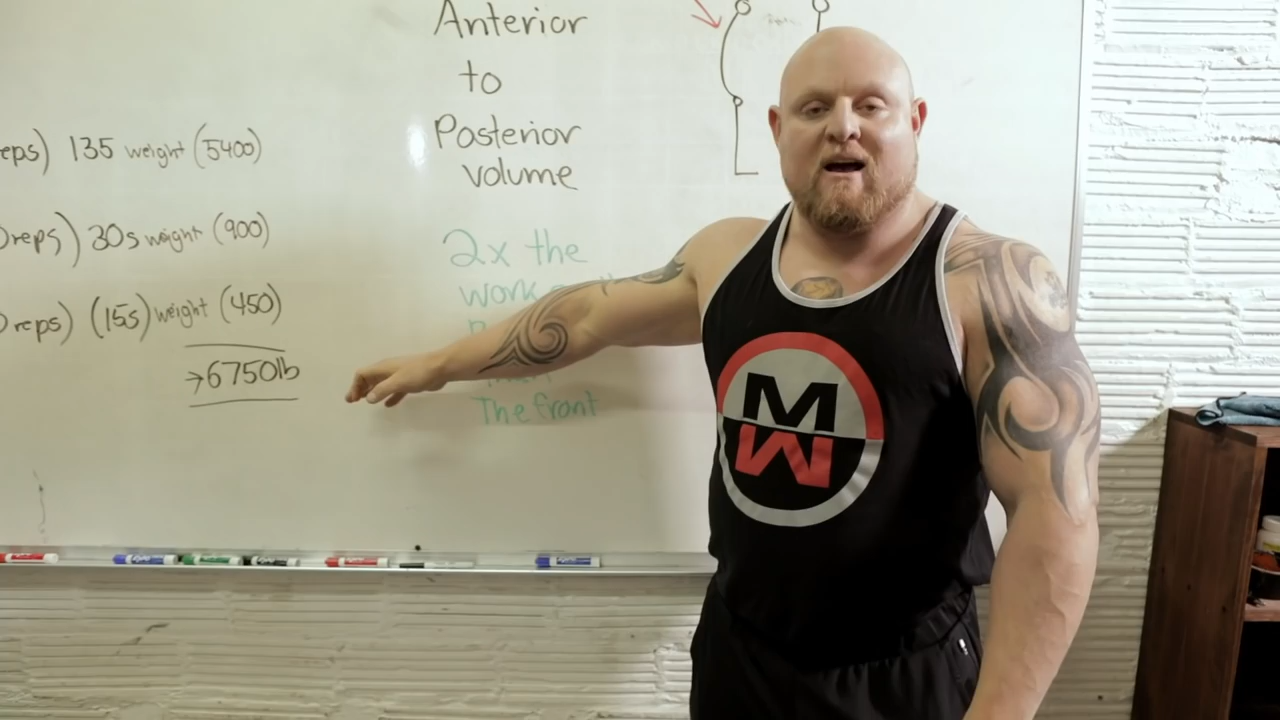 Anterior
to
Posterior
volume
eps) 135 weight (5400)
reps) 30s weight (900)
reps) (15s) weight (450)
→6750lb
2x the
work
The front
M
W